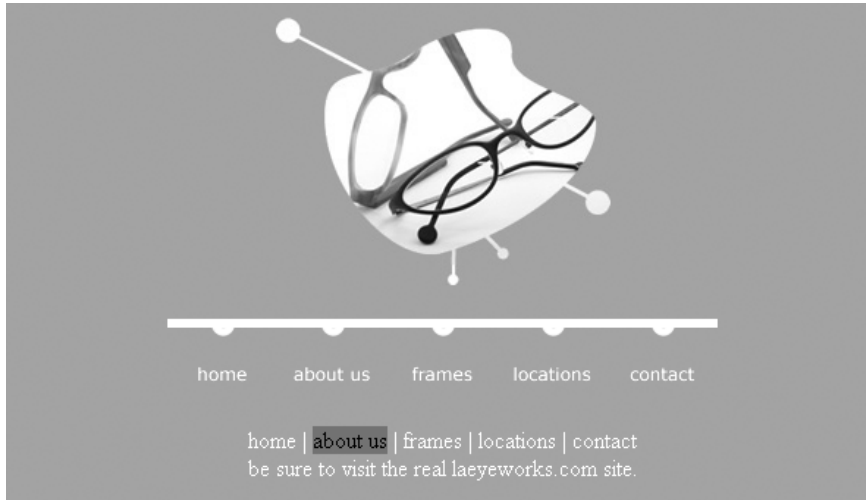 home about us frames locations contact
home | about us | frames | locations | contact
be sure to visit the real laeyeworks.com site.